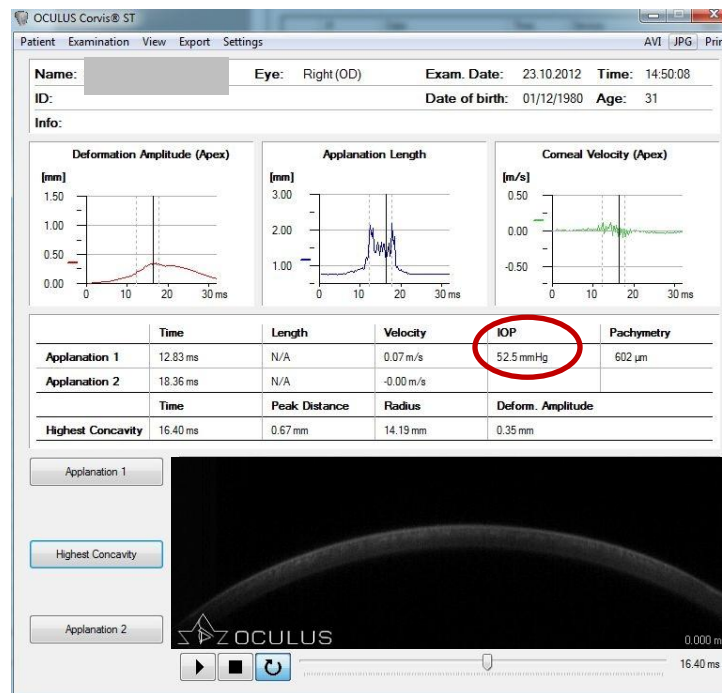 OCULUS Corvis® ST
Patient Examination View Export Settings AVI JPG Prin
Name: Eye: Right (OD) Exam. Date: 23.10.2012 Time: 14:50:08
ID: Date of birth: 01/12/1980 Age: 31
Info:
Deformation Amplitude (Apex) Applanation Length Corneal Velocity (Apex)
[mm] [mm] [m/s]
1.50 3.00 0.50
1.00 2.00 0.00
0.50 1.00 -0.50
0.00
0 10 20 30 ms 0 10 20 30 ms 0 10 20 30 ms
Time Length Velocity IOP Pachymetry
Applanation 1 12.83 ms N/A 0.07 m/s 52.5 mmHg 602 µm
Applanation 2 18.36 ms N/A -0.00 m/s
Time Peak Distance Radius Deform. Amplitude
Highest Concavity 16.40 ms 0.67 mm 14.19 mm 0.35 mm
Applanation 1
Highest Concavity
Applanation 2
OCULUS 0.000 m
16.40 ms